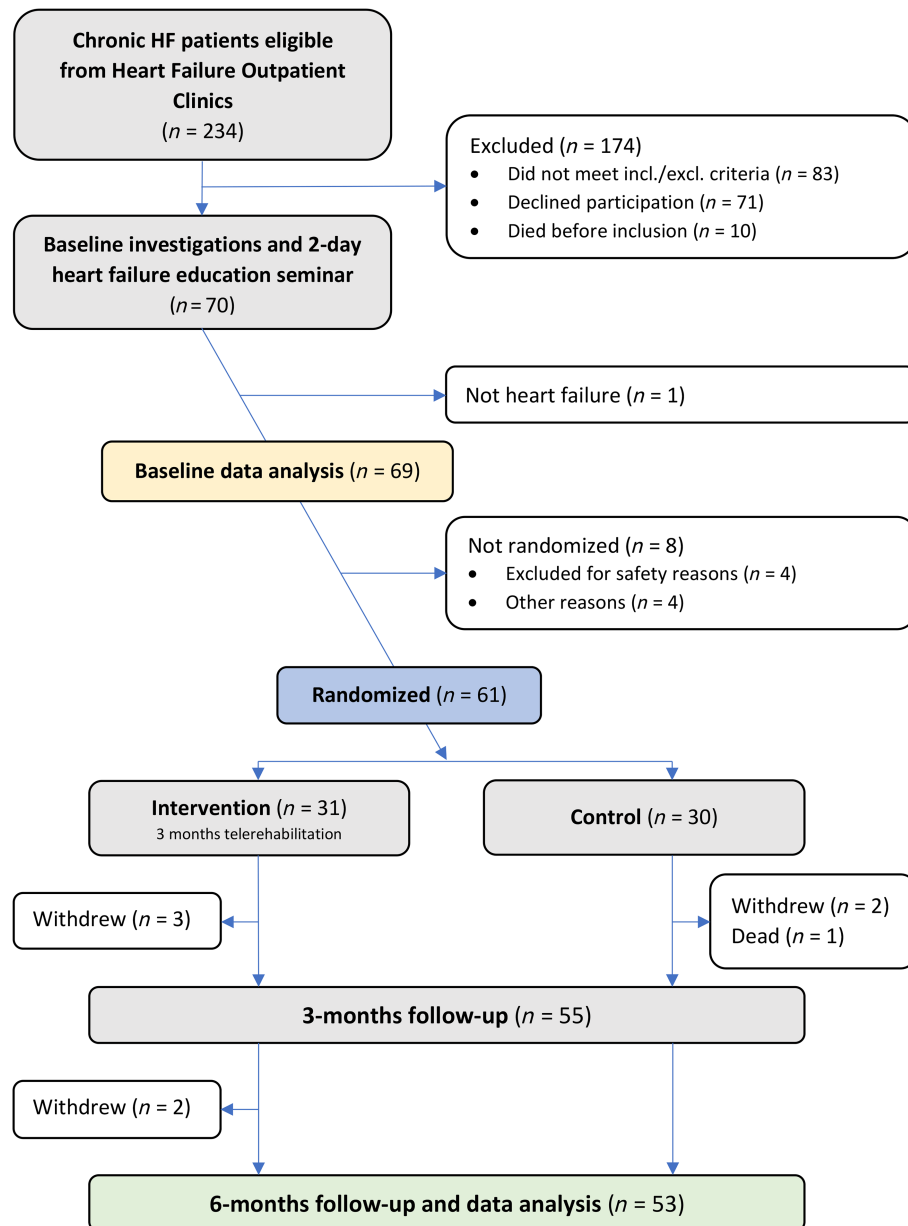 Chronic HF patients eligible
from Heart Failure Outpatient
Clinics
(n = 234)
Excluded (n = 174)
• Did not meet incl./excl. criteria (n = 83)
• Declined participation (n = 71)
• Died before inclusion (n = 10)
Baseline investigations and 2-day
heart failure education seminar
(n = 70)
Not heart failure (n = 1)
Baseline data analysis (n = 69)
Not randomized (n = 8)
• Excluded for safety reasons (n = 4)
• Other reasons (n = 4)
Randomized (n = 61)
Intervention (n = 31)
3 months telerehabilitation
Control (n = 30)
Withdrew (n = 3)
Withdrew (n = 2)
Dead (n = 1)
3-months follow-up (n = 55)
Withdrew (n = 2)
6-months follow-up and data analysis (n = 53)